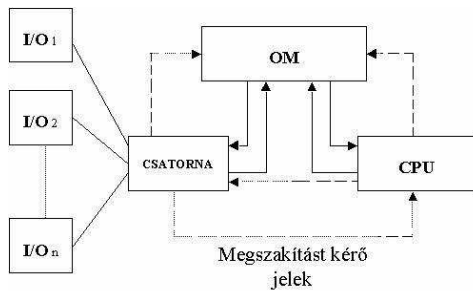 I/O 1
OM
I/O 2
CSATORNA
CPU
I/O n
Megszakítást kérő
jelek